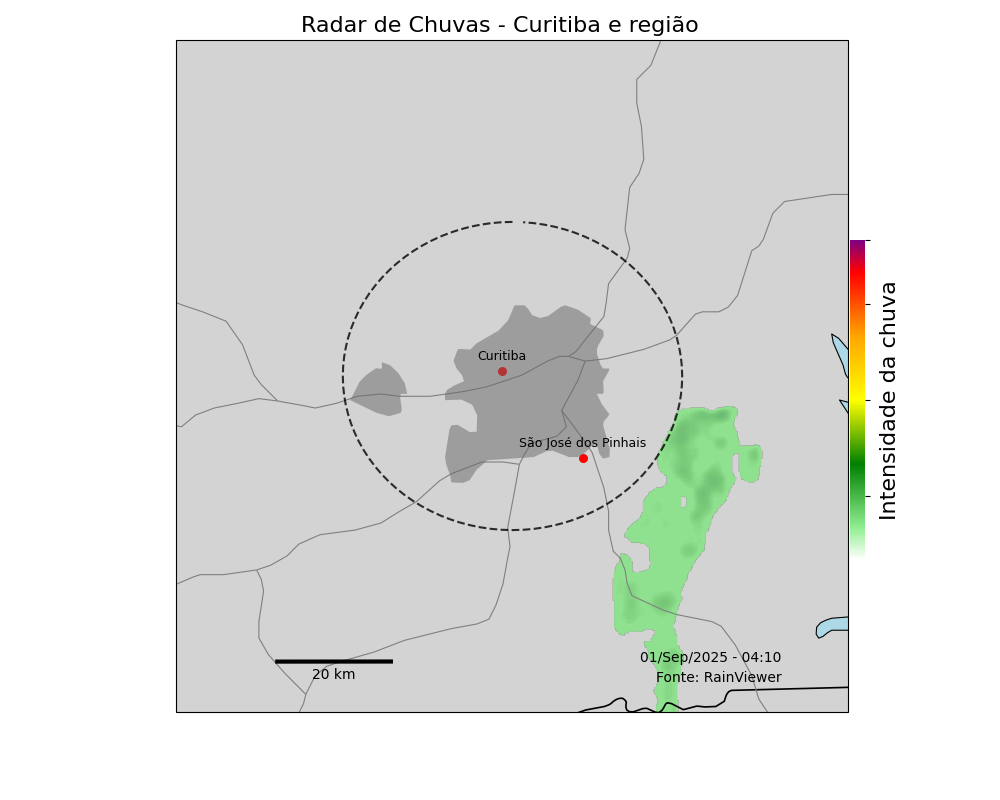 Radar de Chuvas - Curitiba e região
Curitiba
São José dos Pinhais
Intensidade da chuva
01/Sep/2025 - 04:10
Fonte: RainViewer
20 km